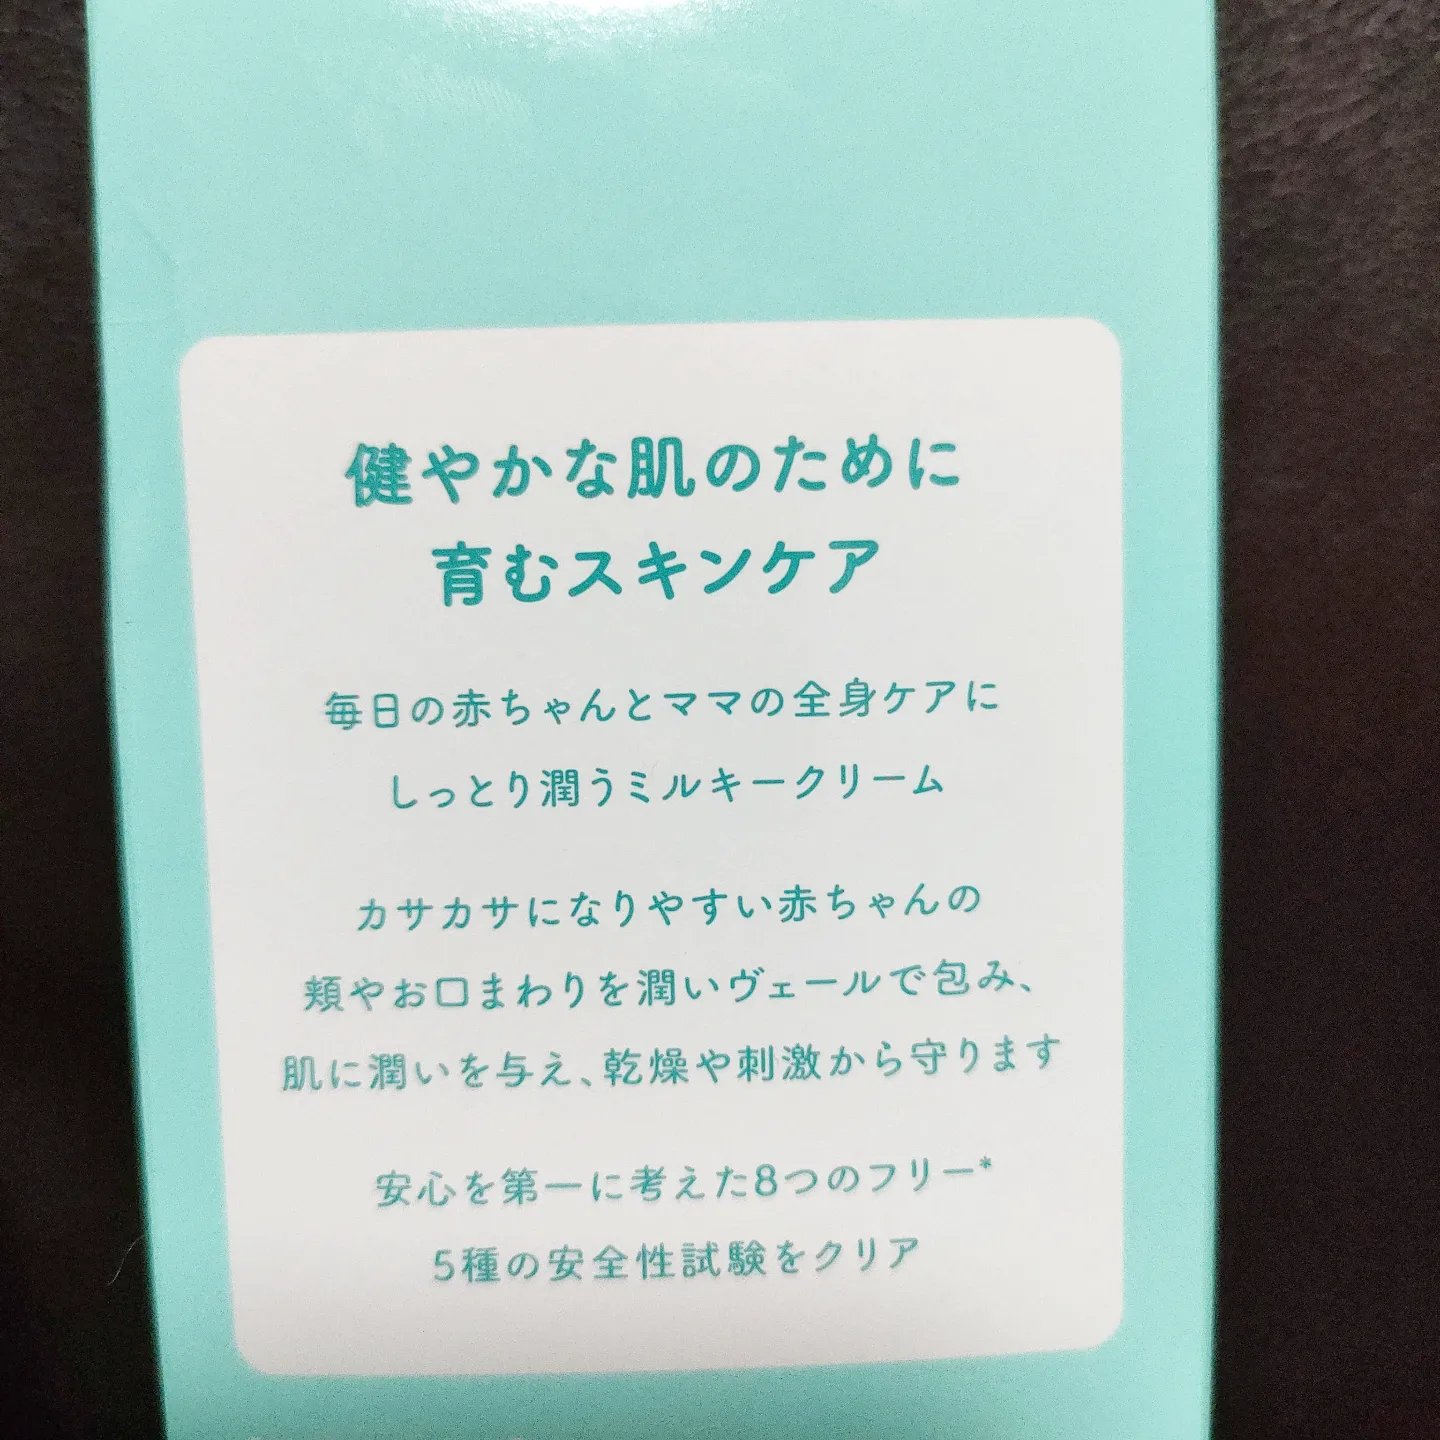 健やかな肌のために
育むスキンケア
毎日の赤ちゃんとママの全身ケアに
しっとり潤うミルキークリーム
カサカサになりやすい赤ちゃんの
頬やお口まわりを潤いヴェールで包み、
肌に潤いを与え、乾燥や刺激から守ります
安心を第一に考えた8つのフリー*
5種の安全性試験をクリア